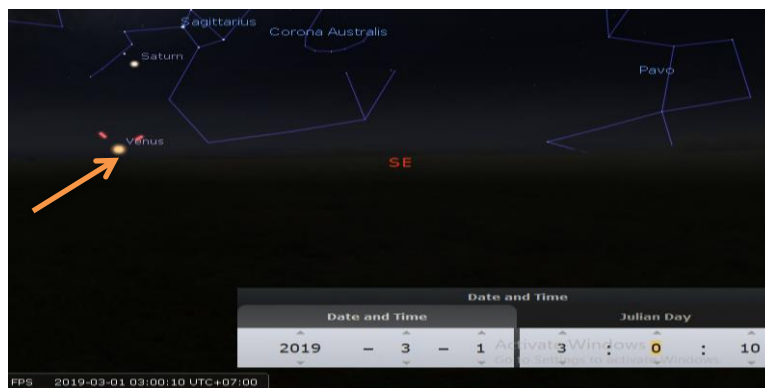 Sagittarius
Corona Australis
Saturn
Pavo
Venus
SE
Date and Time
Date and Time
Julian Day
2019 – 3 – 1
3 : 0 : 10
Activate Windows
Go to Settings to activate Windows.
FPS 2019-03-01 03:00:10 UTC+07:00